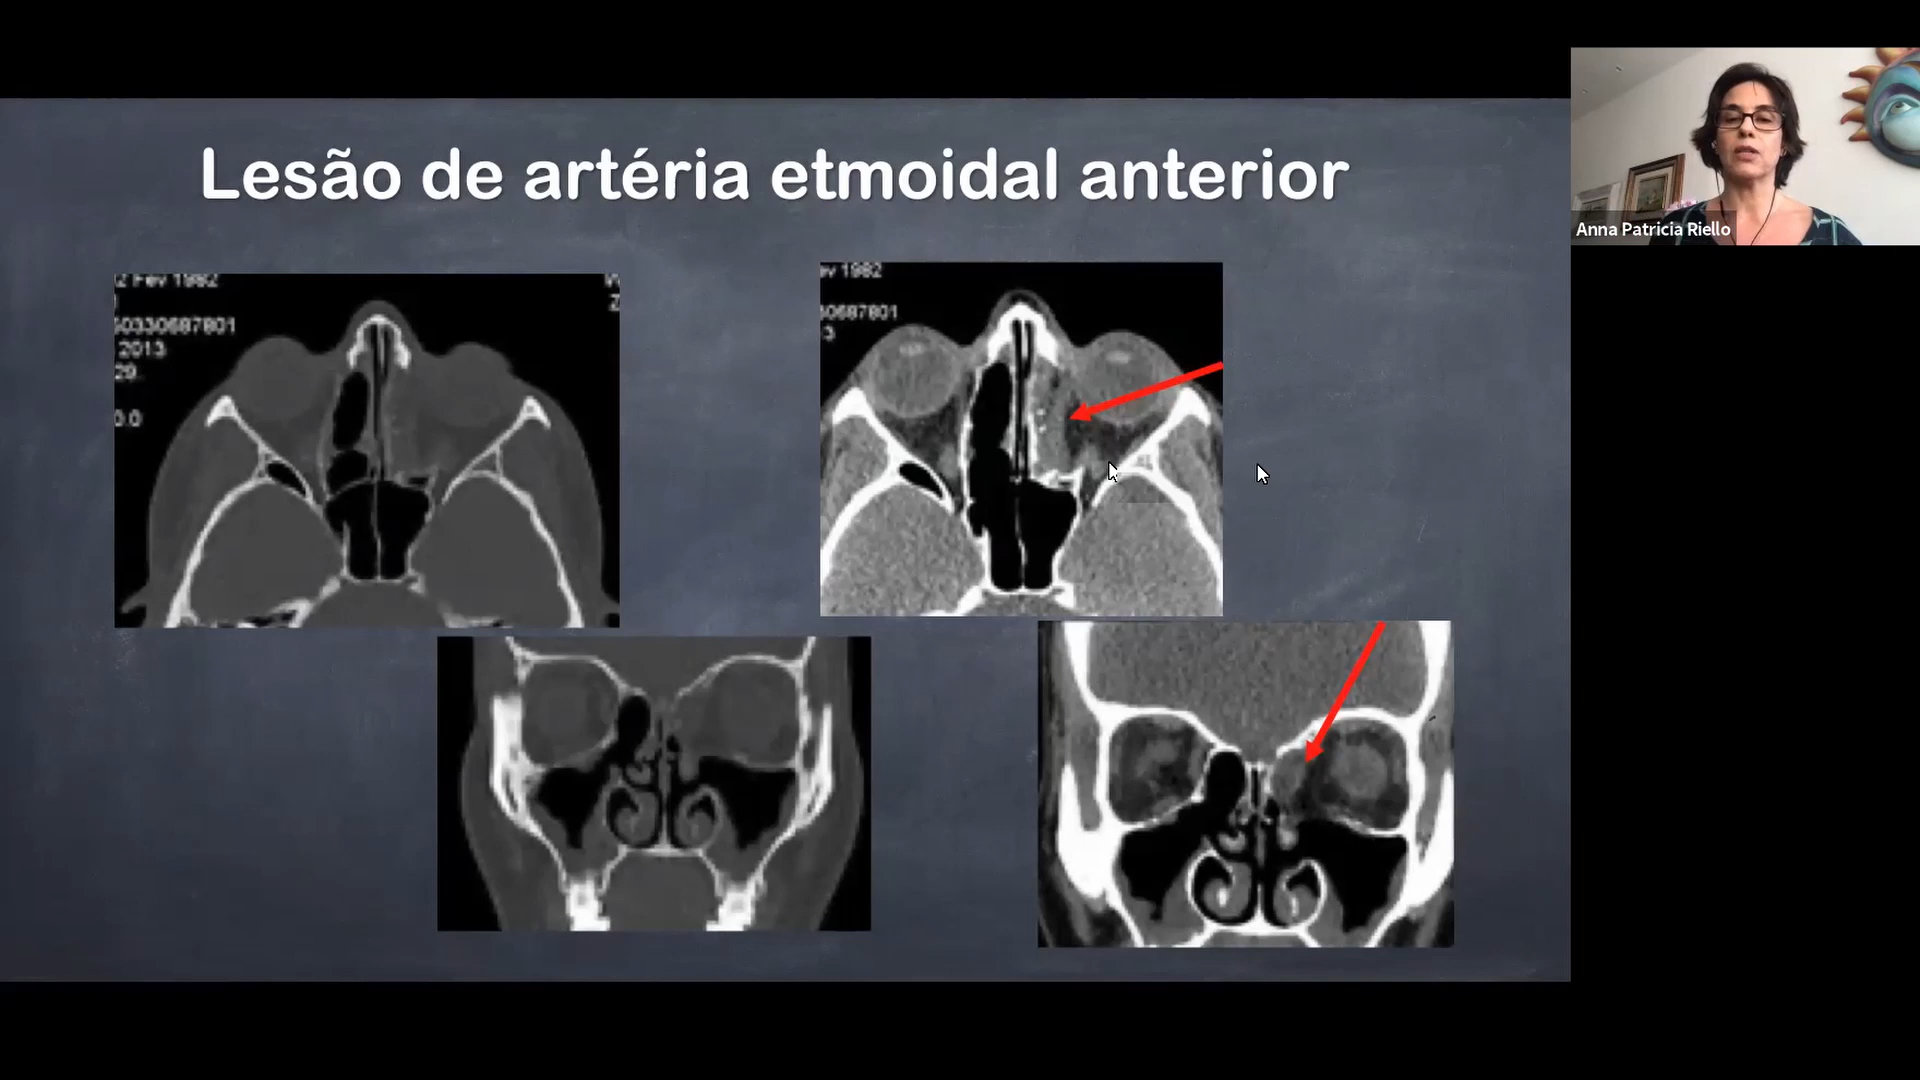 Lesão de artéria etmoidal anterior
Anna Patricia Riello
2 Fev 1982
50330687801
2013
29.
0.0
ev 1982
30687801
3